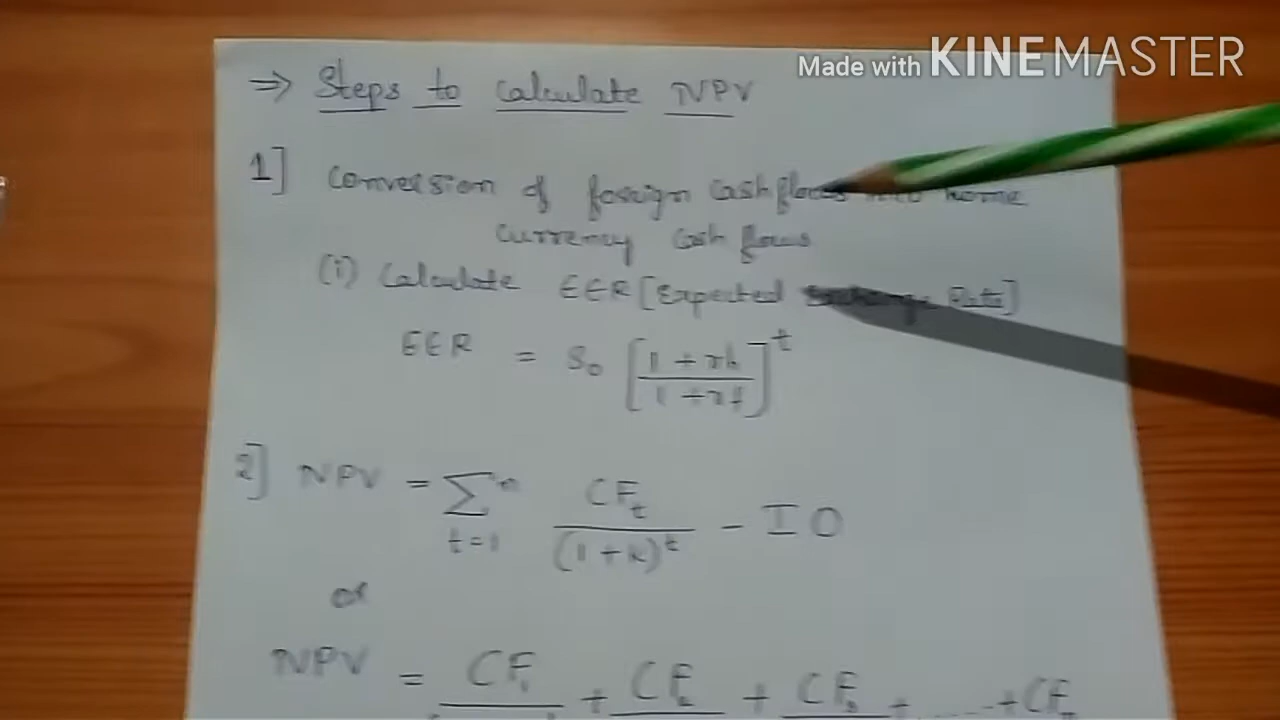 Made with KINEMASTER
⇒ Steps to calculate NPV
1] Conversion of foreign cash flows into home
currency cash flows
(i) Calculate EER [Expected Exchange Rate]
EER = S₀ [(1 + rh)/(1 + rf)]^t
2] NPV = Σ_{t=1}^{n} CF_t/(1+k)^t - IO
or
NPV = CF₁ + CF₂ + CF₃ + ..... + CF